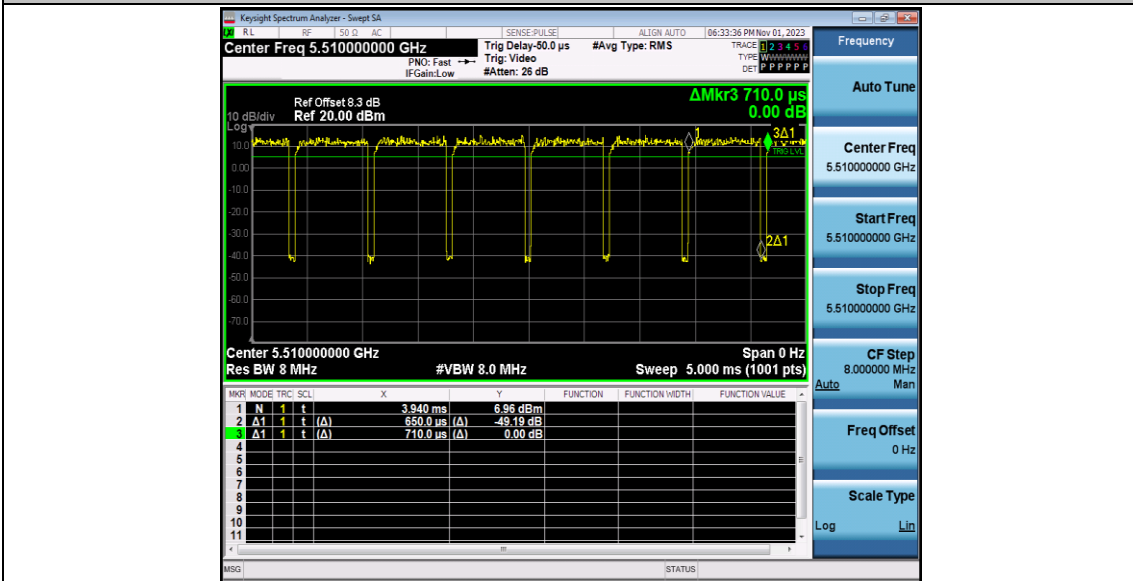 Keysight Spectrum Analyzer - Swept SA
RL RF 50 Ω AC SENSE:PULSE ALIGN AUTO 06:33:36 PM Nov 01, 2023
Center Freq 5.510000000 GHz Trig Delay-50.0 µs #Avg Type: RMS TRACE 1 2 3 4 5 6
PNO: Fast Trig: Video TYPE WWWWWW
IFGain:Low #Atten: 26 dB DET P P P P P P
Frequency
Auto Tune
Center Freq
5.510000000 GHz
Start Freq
5.510000000 GHz
Stop Freq
5.510000000 GHz
CF Step
8.000000 MHz
Auto Man
Freq Offset
0 Hz
Scale Type
Log Lin
ΔMkr3 710.0 µs
0.00 dB
Ref Offset 8.3 dB
10 dB/div Ref 20.00 dBm
Log
1 3Δ1
TRIG LVL
10.0
0.00
-10.0
-20.0
-30.0
2Δ1
-40.0
-50.0
-60.0
-70.0
Center 5.510000000 GHz Span 0 Hz
Res BW 8 MHz #VBW 8.0 MHz Sweep 5.000 ms (1001 pts)
MKR MODE TRC SCL X Y FUNCTION FUNCTION WIDTH FUNCTION VALUE
1 N 1 t 3.940 ms 6.96 dBm
2 Δ1 1 t (Δ) 650.0 µs (Δ) -49.19 dB
3 Δ1 1 t (Δ) 710.0 µs (Δ) 0.00 dB
4
5
6
7
8
9
10
11
MSG STATUS